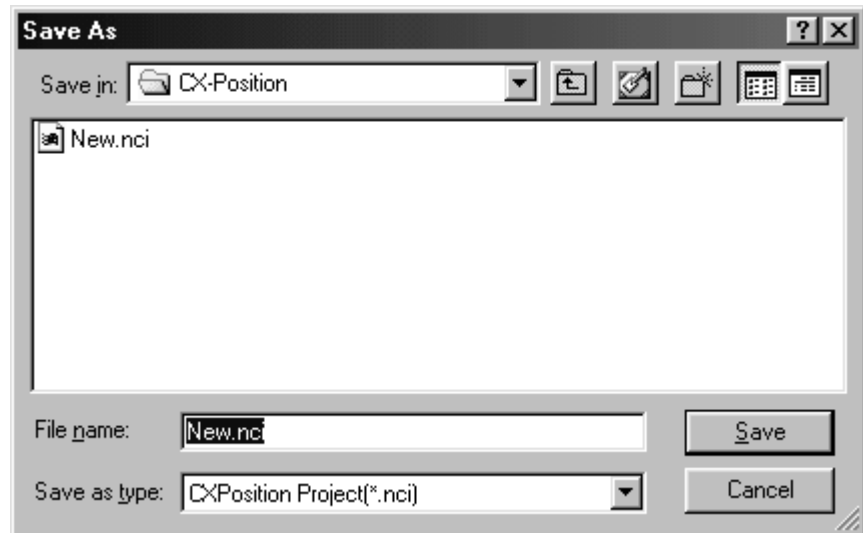 Save As
Save in: CX-Position
New.nci
File name: New.nci Save
Save as type: CXPosition Project(*.nci) Cancel